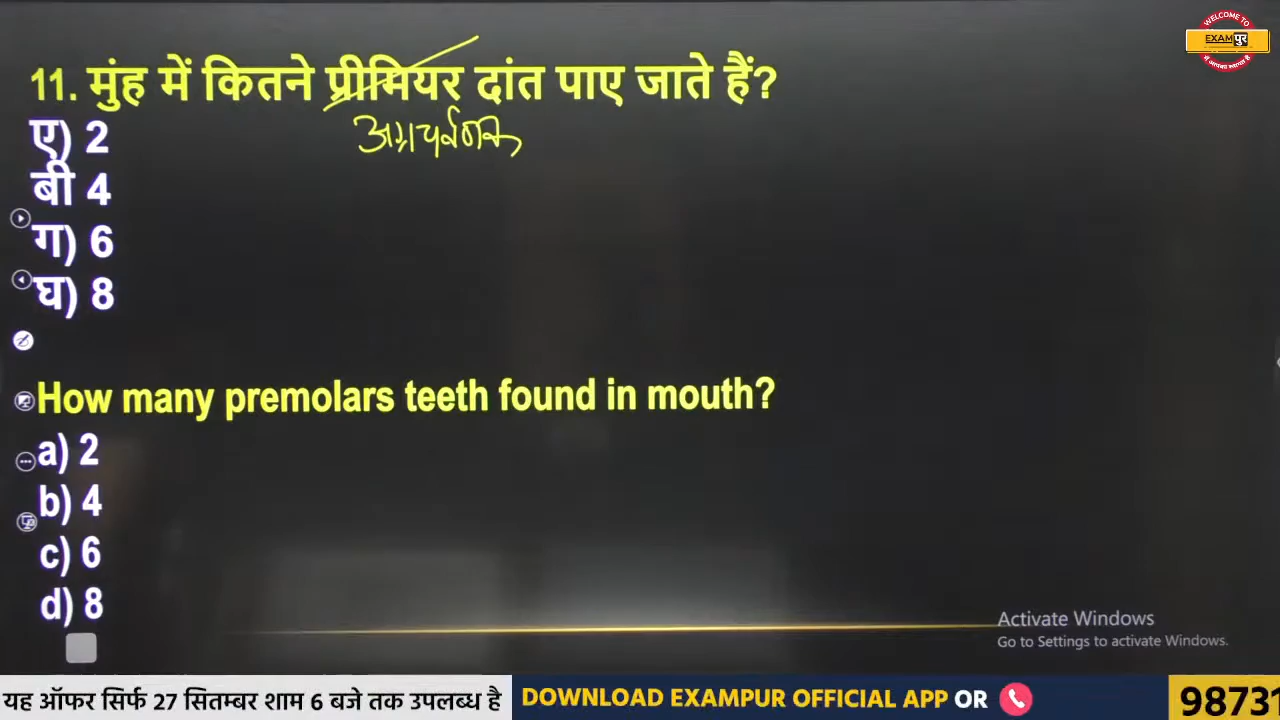 WELCOME TO
EXAMपुर
11. मुंह में कितने प्रीमियर दांत पाए जाते हैं?
अग्रचर्वणक
ए) 2
बी 4
ग) 6
घ) 8
How many premolars teeth found in mouth?
a) 2
b) 4
c) 6
d) 8
Activate Windows
Go to Settings to activate Windows.
यह ऑफर सिर्फ 27 सितम्बर शाम 6 बजे तक उपलब्ध है
DOWNLOAD EXAMPUR OFFICIAL APP OR
98731